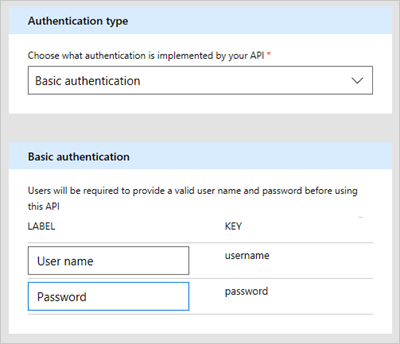 Authentication type
Choose what authentication is implemented by your API *
Basic authentication
Basic authentication
Users will be required to provide a valid user name and password before using
this API
LABEL KEY
User name username
Password password